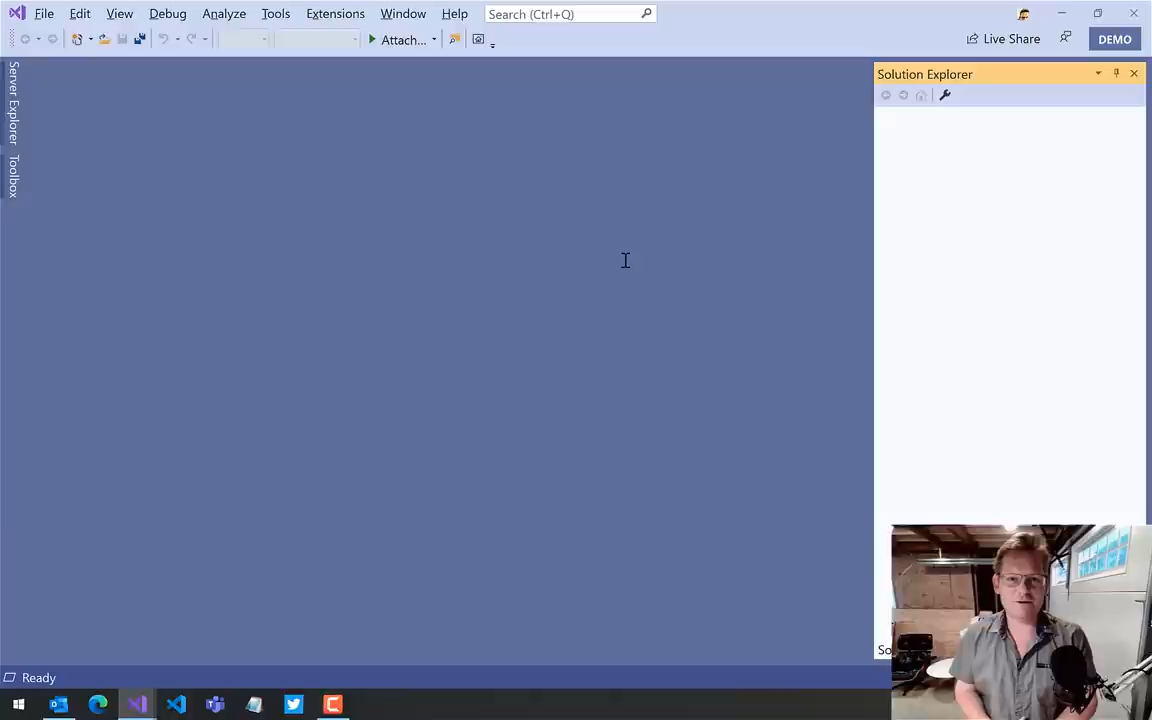 File Edit View Debug Analyze Tools Extensions Window Help Search (Ctrl+Q)
Attach... Live Share DEMO
Server Explorer
Toolbox
Solution Explorer
So
Ready